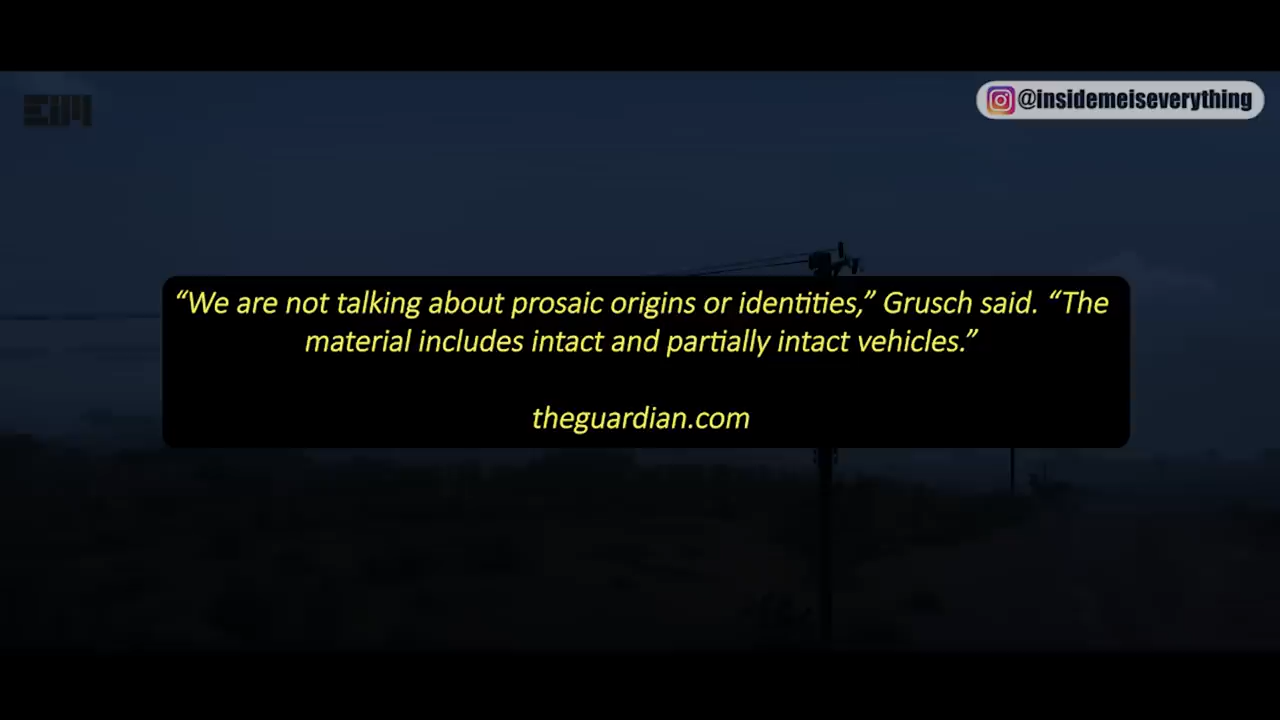 EIM
@insidemeiseverything
“We are not talking about prosaic origins or identities,” Grusch said. “The
material includes intact and partially intact vehicles.”
theguardian.com